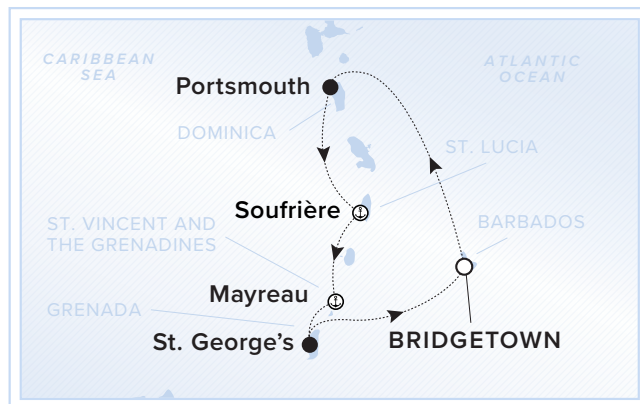 CARIBBEAN
SEA
ATLANTIC
OCEAN
Portsmouth
DOMINICA
ST. LUCIA
Soufrière
ST. VINCENT AND
THE GRENADINES
BARBADOS
Mayreau
GRENADA
St. George’s
BRIDGETOWN